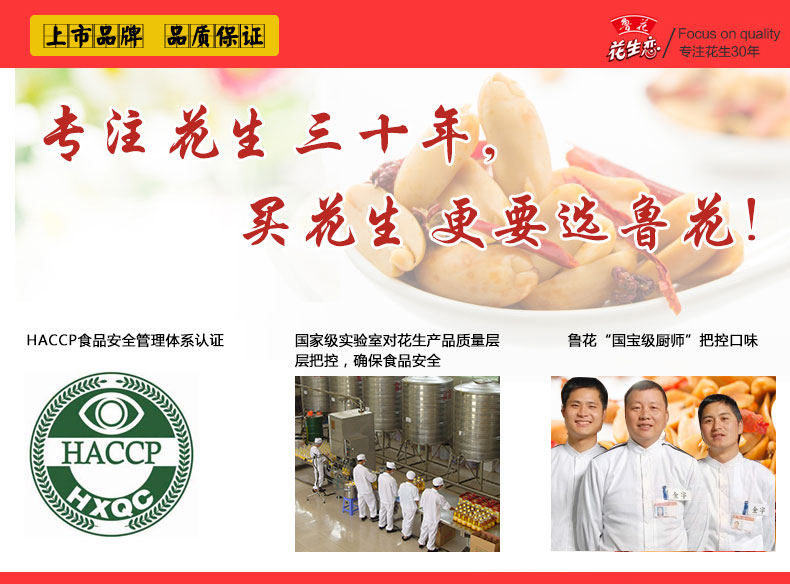 上市品牌 品质保证
鲁花
花生恋
Focus on quality
专注花生30年
专注花生三十年，
买花生更要选鲁花！
HACCP食品安全管理体系认证
国家级实验室对花生产品质量层
层把控，确保食品安全
鲁花“国宝级厨师”把控口味
HACCP
HXQC
金字
金字